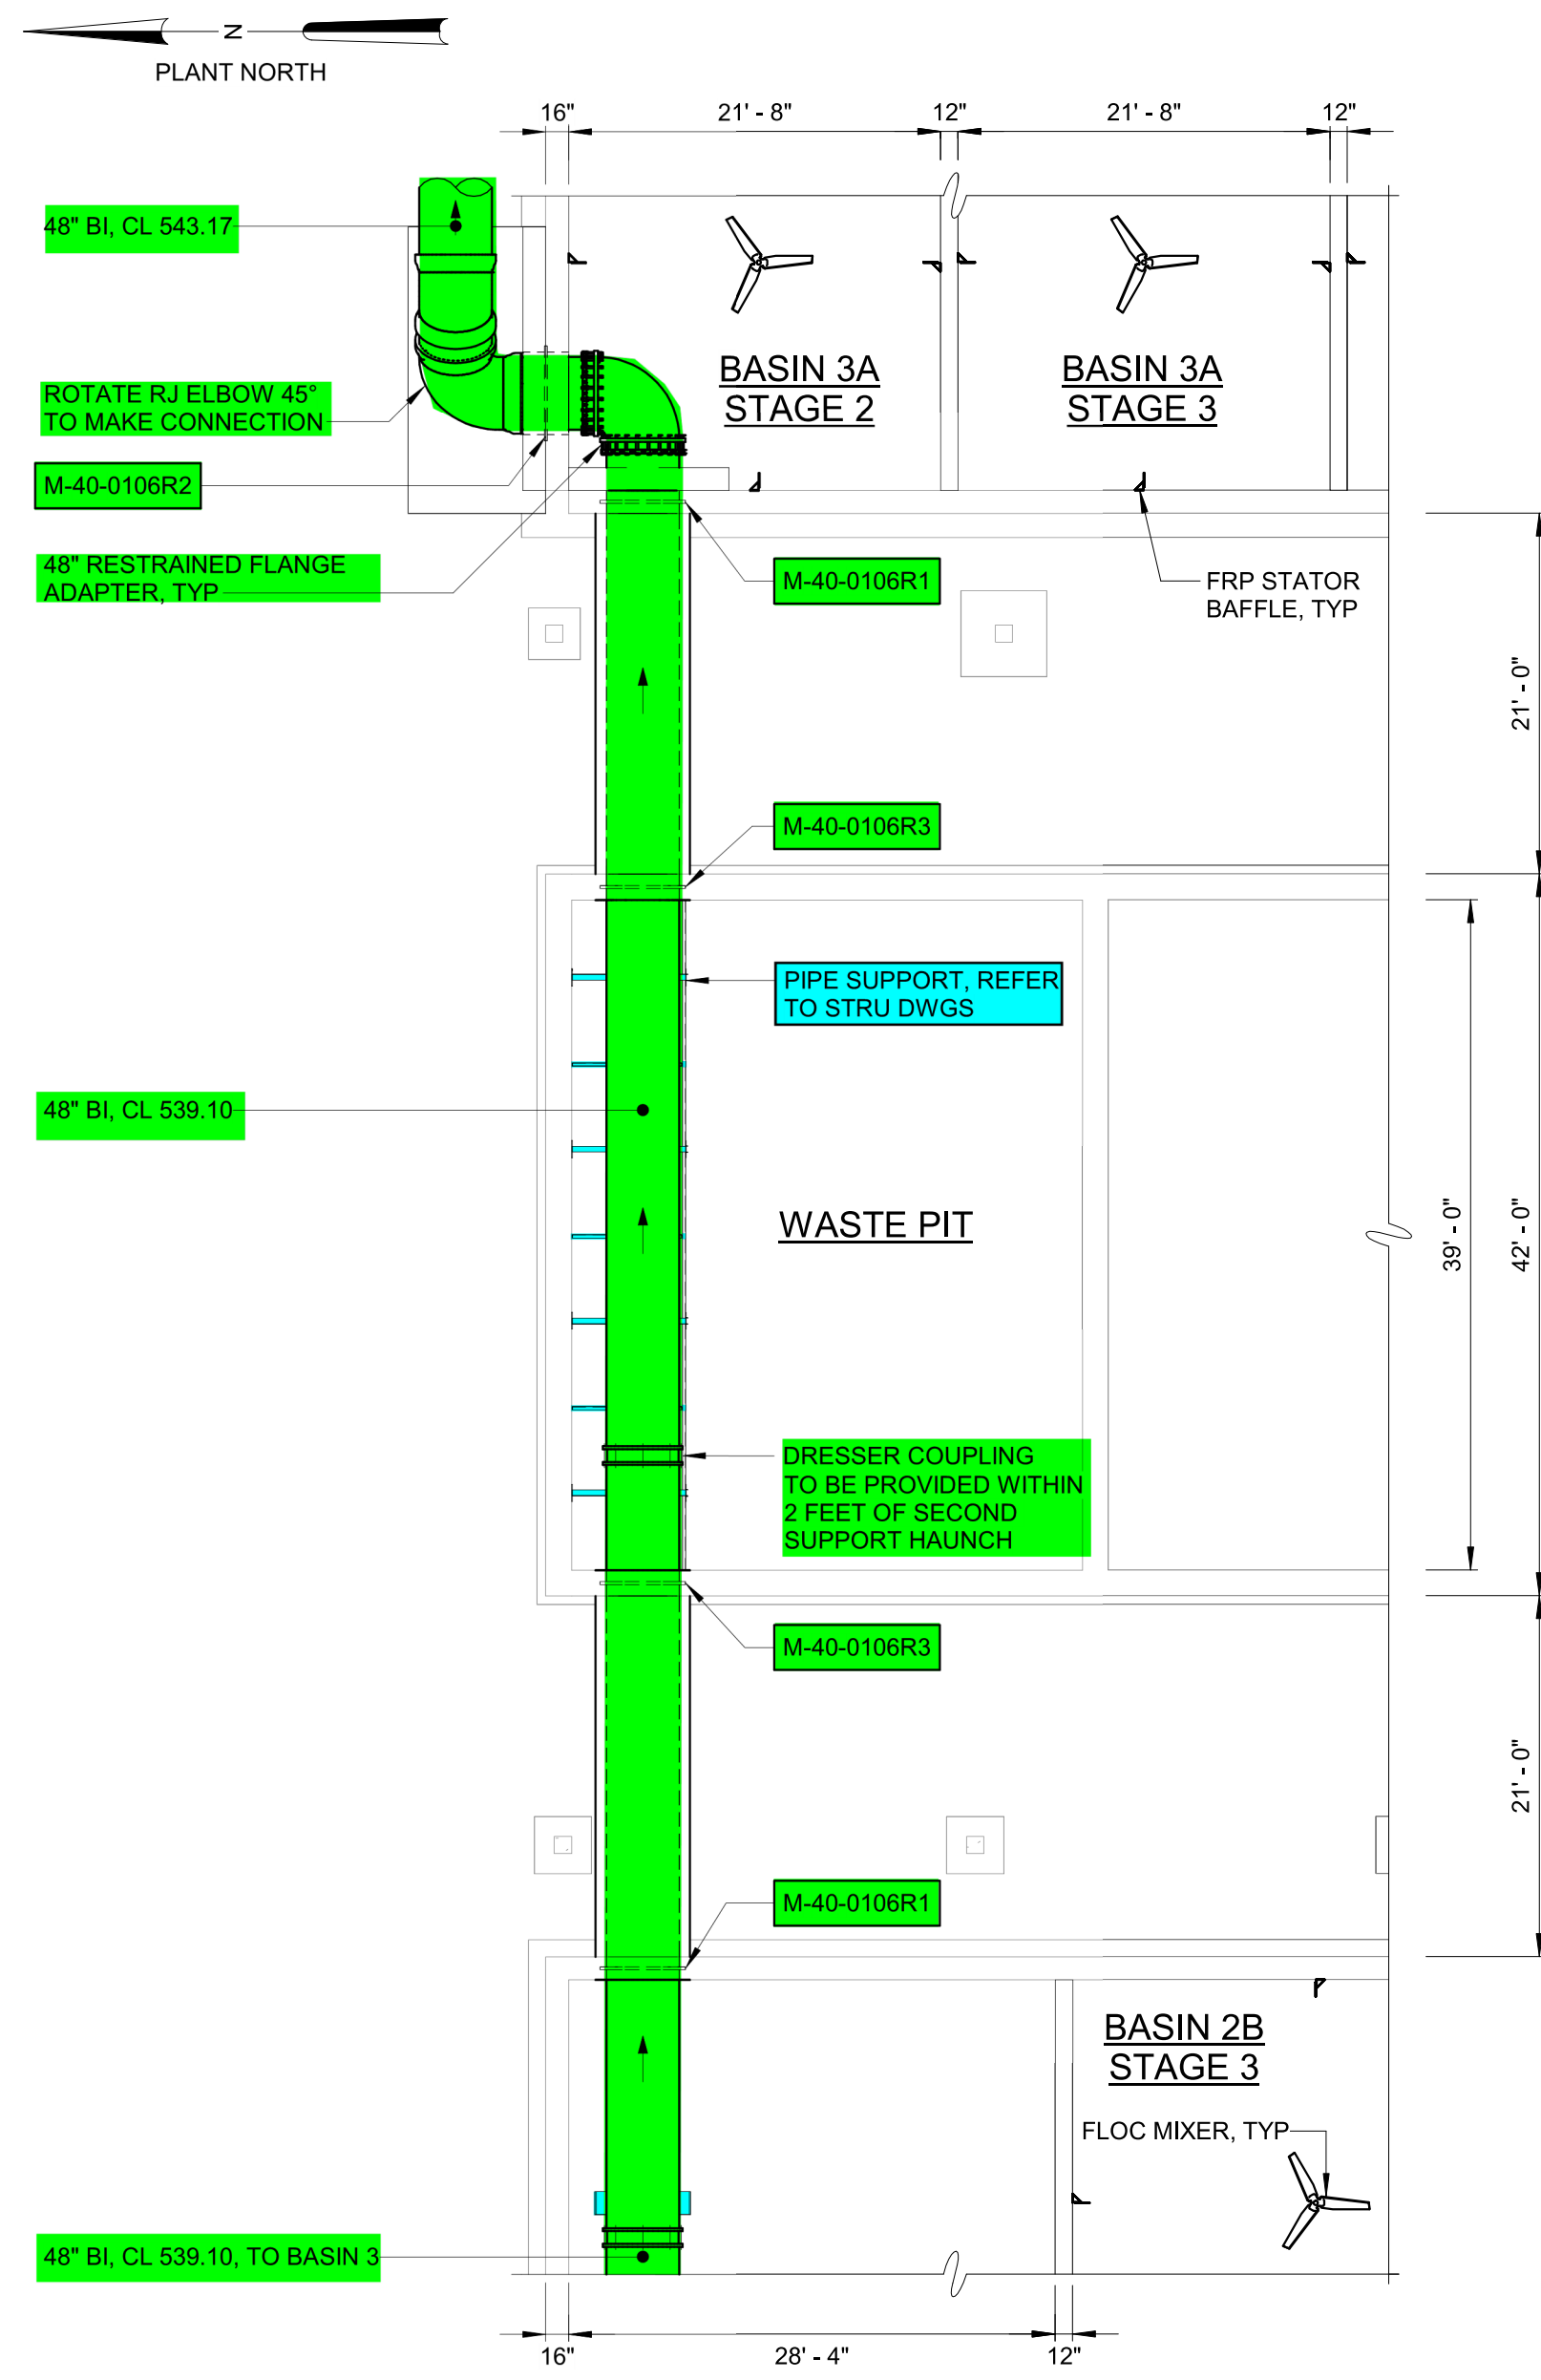 N
PLANT NORTH
16"
21' - 8"
12"
21' - 8"
12"
48" BI, CL 543.17
BASIN 3A
STAGE 2
BASIN 3A
STAGE 3
ROTATE RJ ELBOW 45°
TO MAKE CONNECTION
M-40-0106R2
48" RESTRAINED FLANGE
ADAPTER, TYP
M-40-0106R1
FRP STATOR
BAFFLE, TYP
21' - 0"
M-40-0106R3
PIPE SUPPORT, REFER
TO STRU DWGS
48" BI, CL 539.10
WASTE PIT
39' - 0"
42' - 0"
DRESSER COUPLING
TO BE PROVIDED WITHIN
2 FEET OF SECOND
SUPPORT HAUNCH
M-40-0106R3
21' - 0"
M-40-0106R1
BASIN 2B
STAGE 3
FLOC MIXER, TYP
48" BI, CL 539.10, TO BASIN 3
16"
28' - 4"
12"